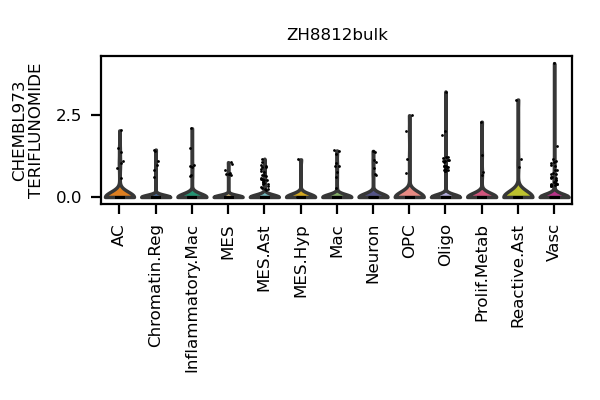 ZH8812bulk
CHEMBL973
TERIFLUNOMIDE
2.5
0.0
AC
Chromatin.Reg
Inflammatory.Mac
MES
MES.Ast
MES.Hyp
Mac
Neuron
OPC
Oligo
Prolif.Metab
Reactive.Ast
Vasc